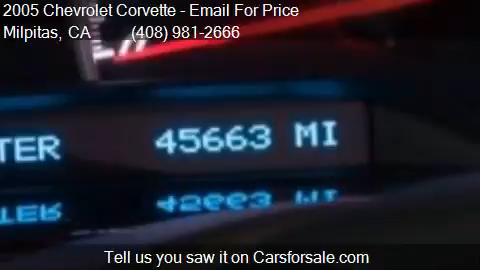 2005 Chevrolet Corvette - Email For Price
Milpitas, CA (408) 981-2666
TER 45663 MI
Tell us you saw it on Carsforsale.com